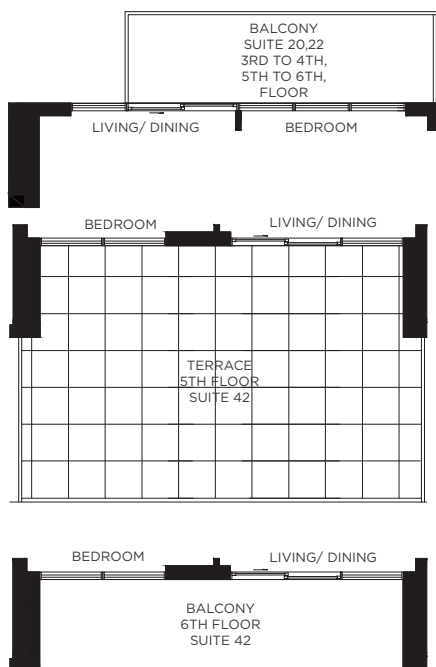 BALCONY
SUITE 20,22
3RD TO 4TH,
5TH TO 6TH,
FLOOR
LIVING/ DINING
BEDROOM
BEDROOM
LIVING/ DINING
TERRACE
5TH FLOOR
SUITE 42
BEDROOM
LIVING/ DINING
BALCONY
6TH FLOOR
SUITE 42